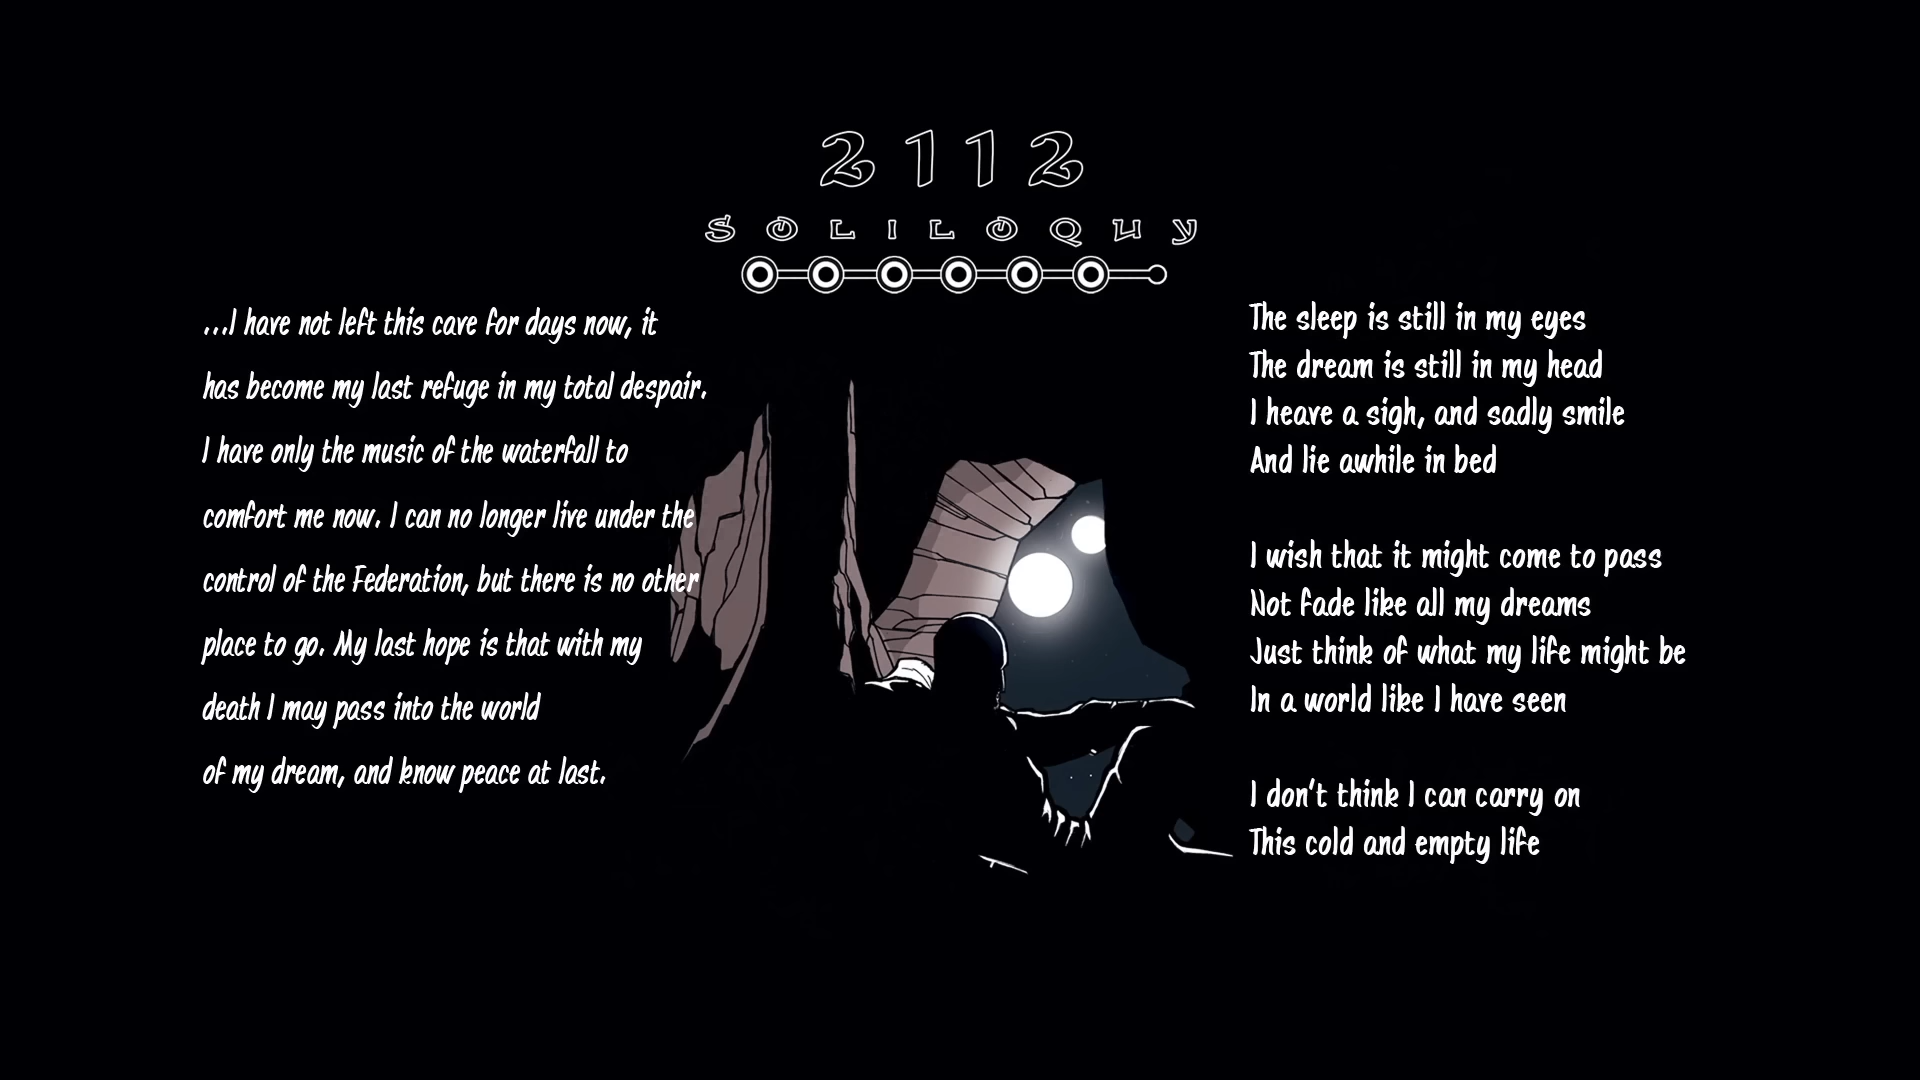 2112
SOLILOQUY
...I have not left this cave for days now, it
has become my last refuge in my total despair.
I have only the music of the waterfall to
comfort me now. I can no longer live under the
control of the Federation, but there is no other
place to go. My last hope is that with my
death I may pass into the world
of my dream, and know peace at last.
The sleep is still in my eyes
The dream is still in my head
I heave a sigh, and sadly smile
And lie awhile in bed
I wish that it might come to pass
Not fade like all my dreams
Just think of what my life might be
In a world like I have seen
I don't think I can carry on
This cold and empty life